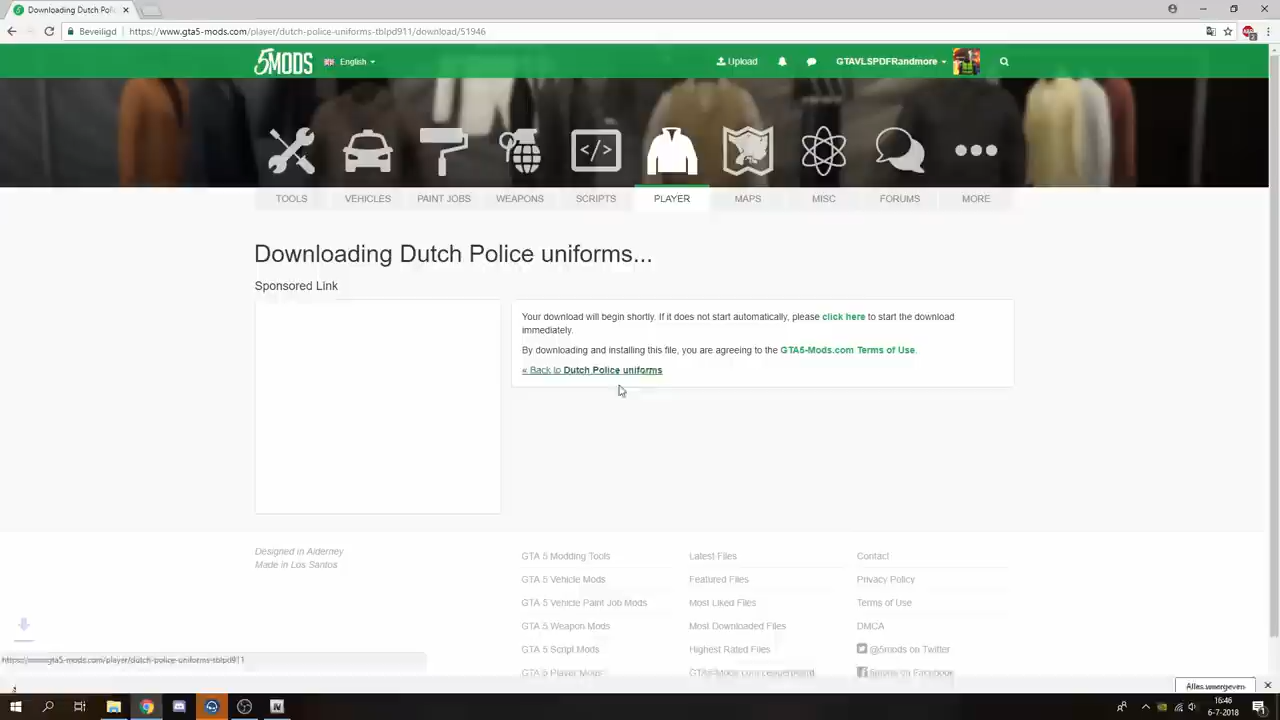 Downloading Dutch Pol
Beveiligd
https://www.gta5-mods.com/player/dutch-police-uniforms-tblpd911/download/51946
5MODS
English
Upload
GTAVLSPDFRandmore
TOOLS
VEHICLES
PAINT JOBS
WEAPONS
SCRIPTS
PLAYER
MAPS
MISC
FORUMS
MORE
Downloading Dutch Police uniforms...
Sponsored Link
Your download will begin shortly. If it does not start automatically, please click here to start the download
immediately.
By downloading and installing this file, you are agreeing to the GTA5-Mods.com Terms of Use.
« Back to Dutch Police uniforms
Designed in Alderney
Made in Los Santos
GTA 5 Modding Tools
GTA 5 Vehicle Mods
GTA 5 Vehicle Paint Job Mods
GTA 5 Weapon Mods
GTA 5 Script Mods
GTA 5 Player Mods
Latest Files
Featured Files
Most Liked Files
Most Downloaded Files
Highest Rated Files
GTA5-Mods.com Leaderboard
Contact
Privacy Policy
Terms of Use
DMCA
@5mods on Twitter
5mods on Facebook
gta5-mods.com/player/dutch-police-uniforms-tblpd911
Alles weergeven
16:46
6-7-2018